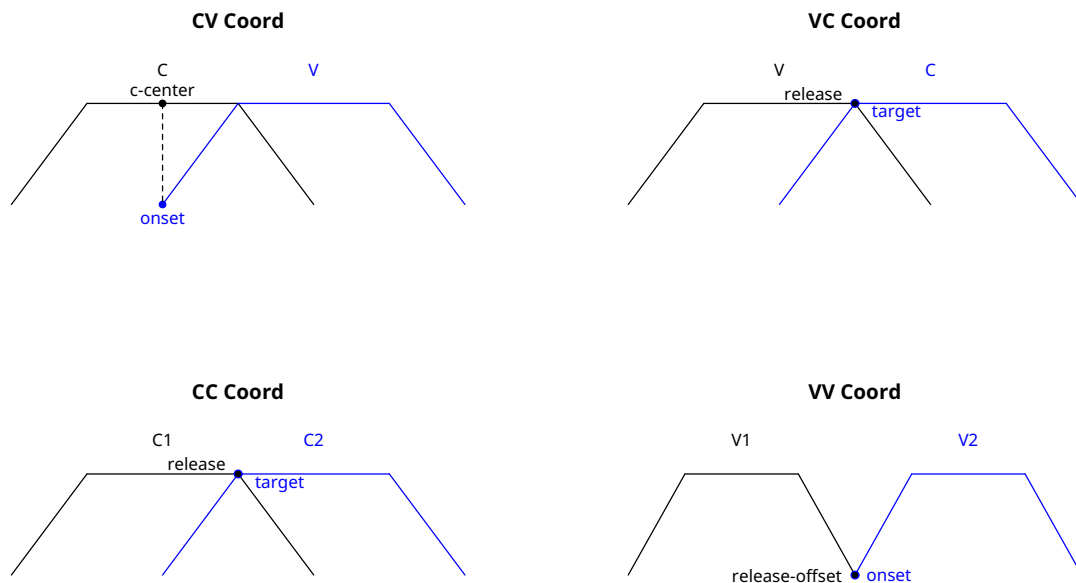 CV Coord
C
V
c-center
onset
VC Coord
V
C
release
target
CC Coord
C1
C2
release
target
VV Coord
V1
V2
release-offset
onset